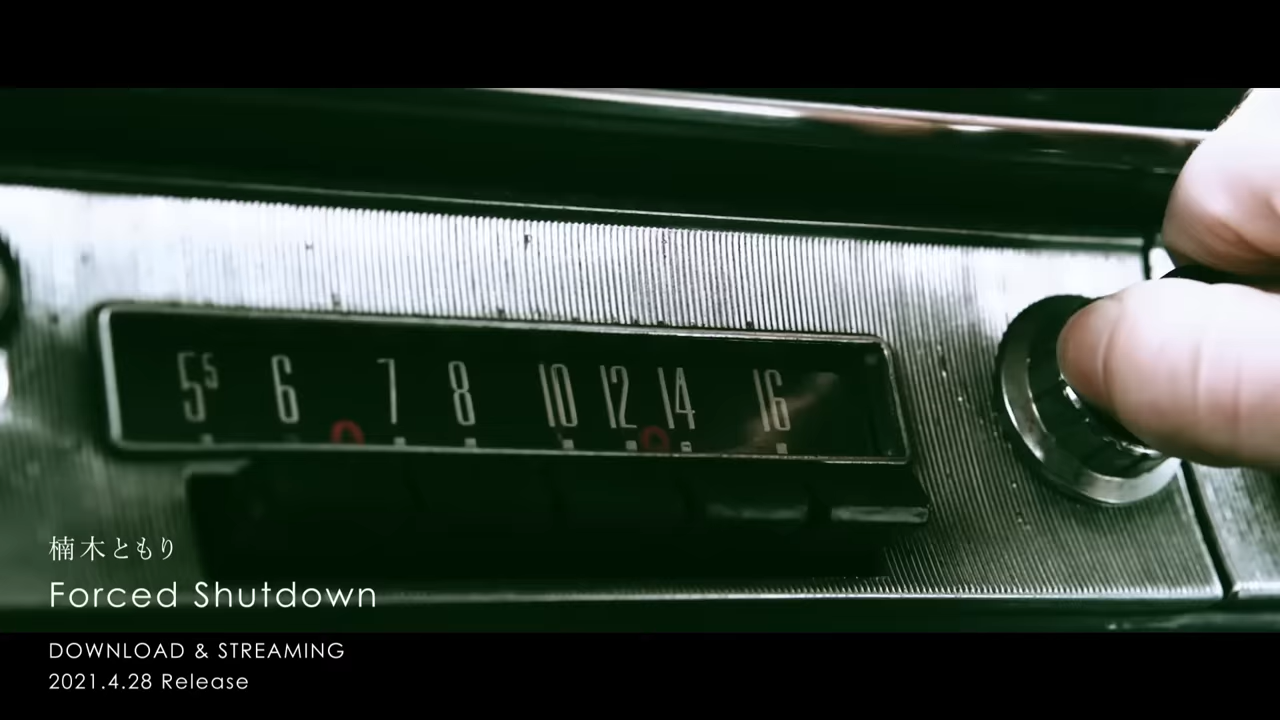 5⁵ 6 7 8 10 12 14 16
楠木ともり
Forced Shutdown
DOWNLOAD & STREAMING
2021.4.28 Release